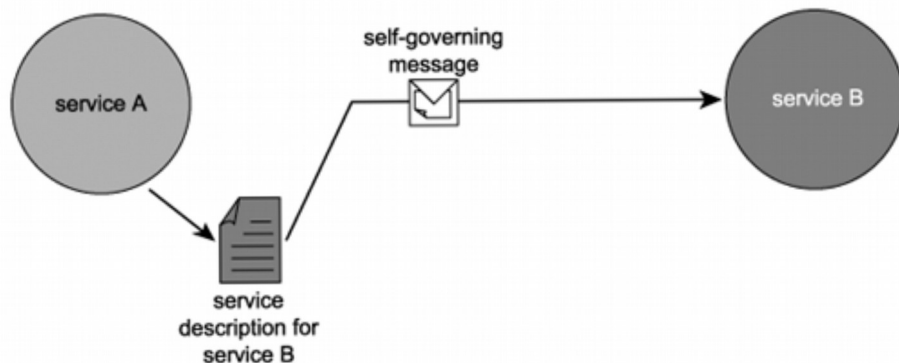 self-governing
message
service A
service B
service
description for
service B